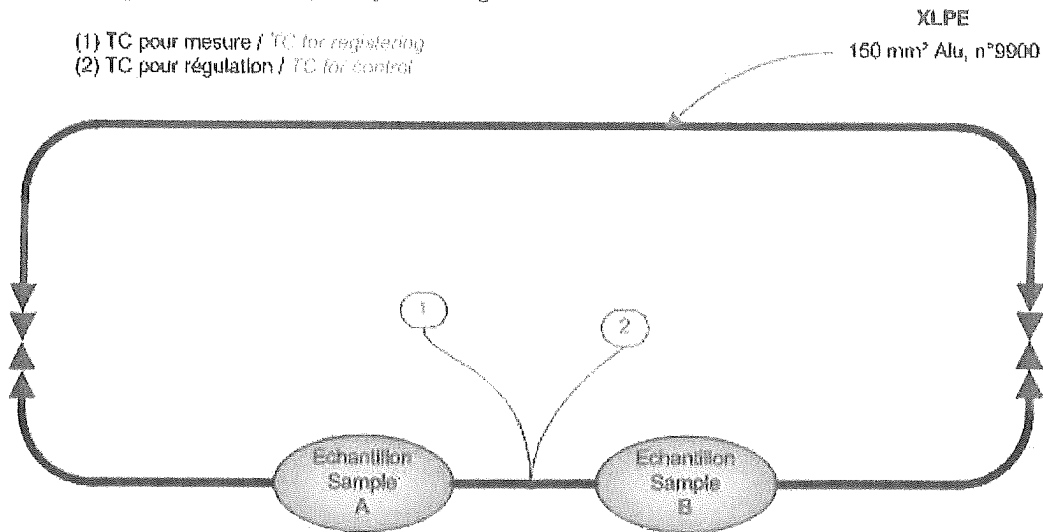 XLPE
150 mm² Alu, n°9900
(1) TC pour mesure / TC for registering
(2) TC pour régulation / TC for control
1
2
Echantillon
Sample
A
Echantillon
Sample
B